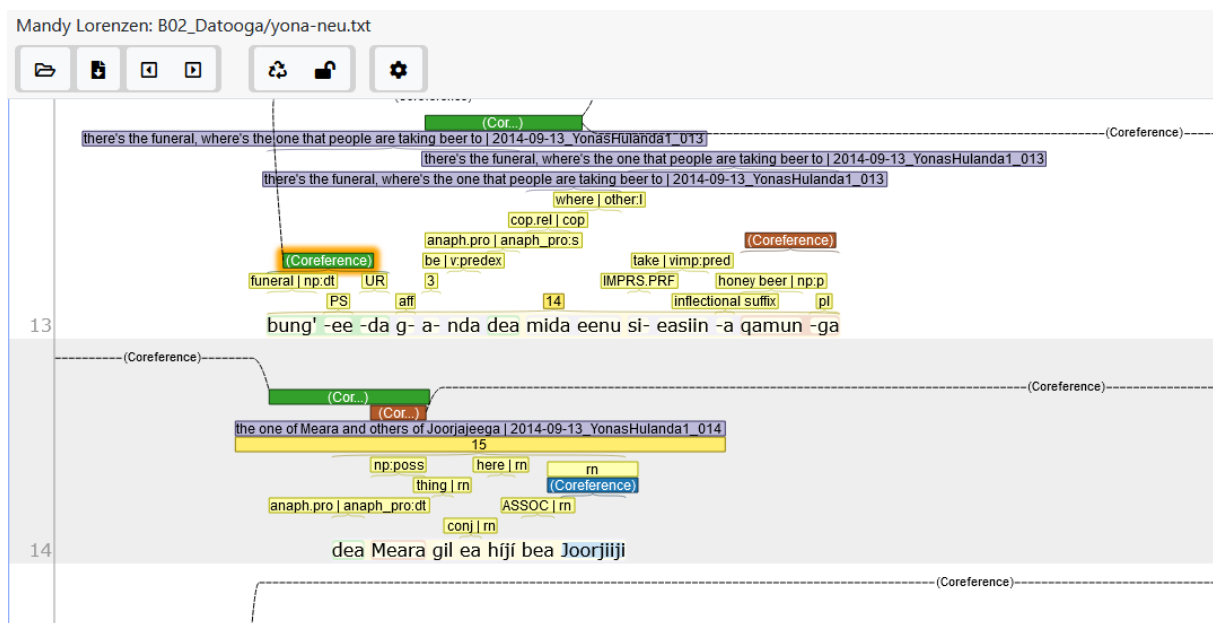 Mandy Lorenzen: B02_Datooga/yona-neu.txt
(Coreference)
(Cor...)
(Coreference)
there's the funeral, where's the one that people are taking beer to | 2014-09-13_YonasHulanda1_013
there's the funeral, where's the one that people are taking beer to | 2014-09-13_YonasHulanda1_013
there's the funeral, where's the one that people are taking beer to | 2014-09-13_YonasHulanda1_013
where | other:l
cop.rel | cop
anaph.pro | anaph_pro:s (Coreference)
(Coreference) be | v:predex take | vimp:pred
funeral | np:dt UR 3 IMPRS.PRF honey beer | np:p
PS aff 14 inflectional suffix pl
13 bung' -ee -da g- a- nda dea mida eenu si- easiin -a qamun -ga
(Coreference)
(Coreference)
(Cor...)
(Cor...)
the one of Meara and others of Joorjajeega | 2014-09-13_YonasHulanda1_014
15
np:poss here | rn rn
thing | rn (Coreference)
anaph.pro | anaph_pro:dt ASSOC | rn
conj | rn
14 dea Meara gil ea híjí bea Joorjiiji
(Coreference)